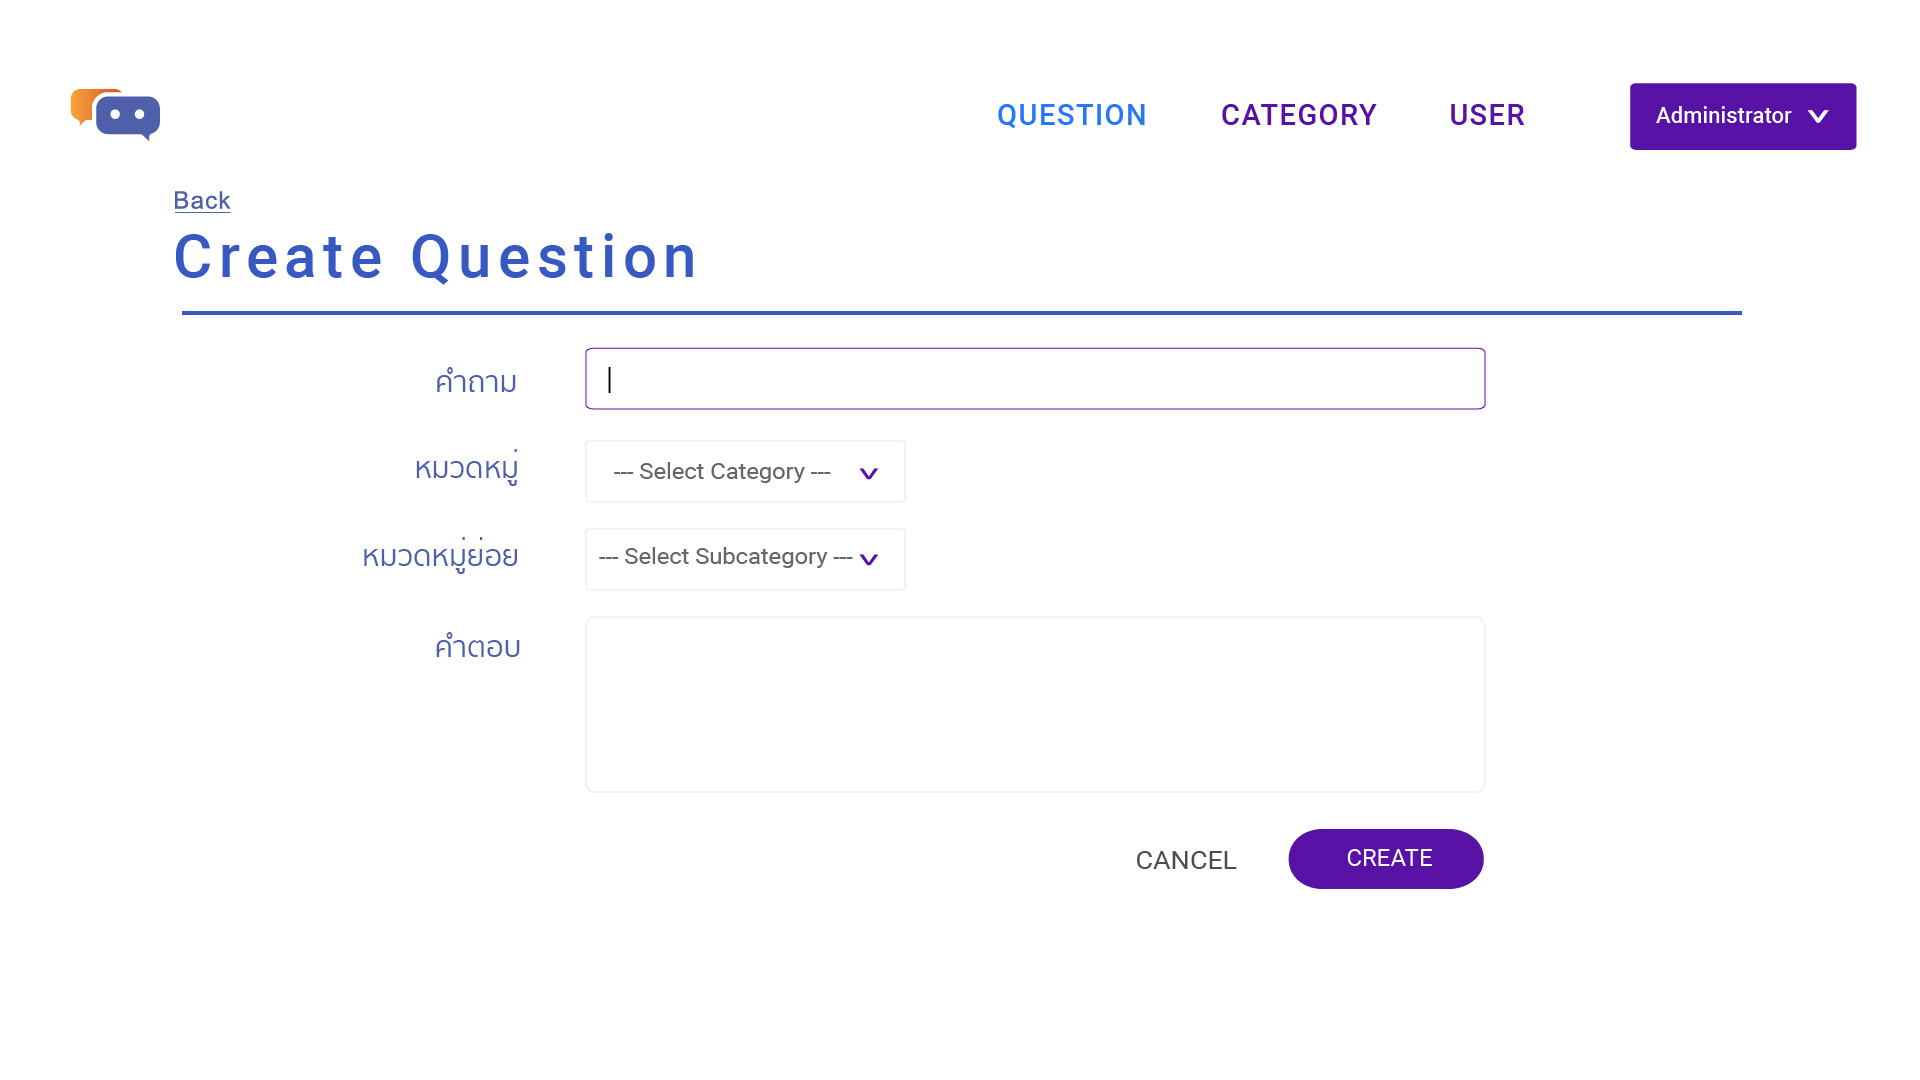 QUESTION CATEGORY USER Administrator
Back
Create Question
คำถาม
หมวดหมู่ --- Select Category ---
หมวดหมู่ย่อย --- Select Subcategory ---
คำตอบ
CANCEL CREATE